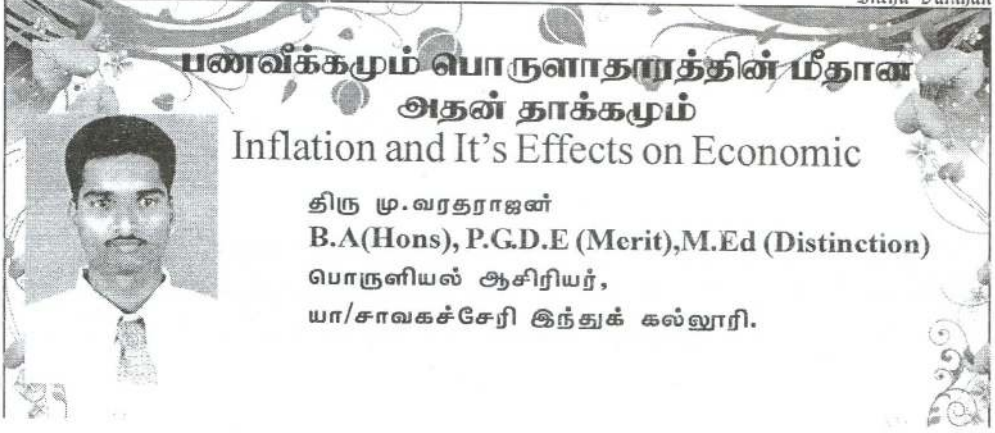 பணவீக்கமும் பொருளாதாரத்தின் மீதான
அதன் தாக்கமும்
Inflation and It's Effects on Economic
திரு மு.வரதராஜன்
B.A(Hons), P.G.D.E (Merit),M.Ed (Distinction)
பொருளியல் ஆசிரியர்,
யா/சாவகச்சேரி இந்துக் கல்லூரி.